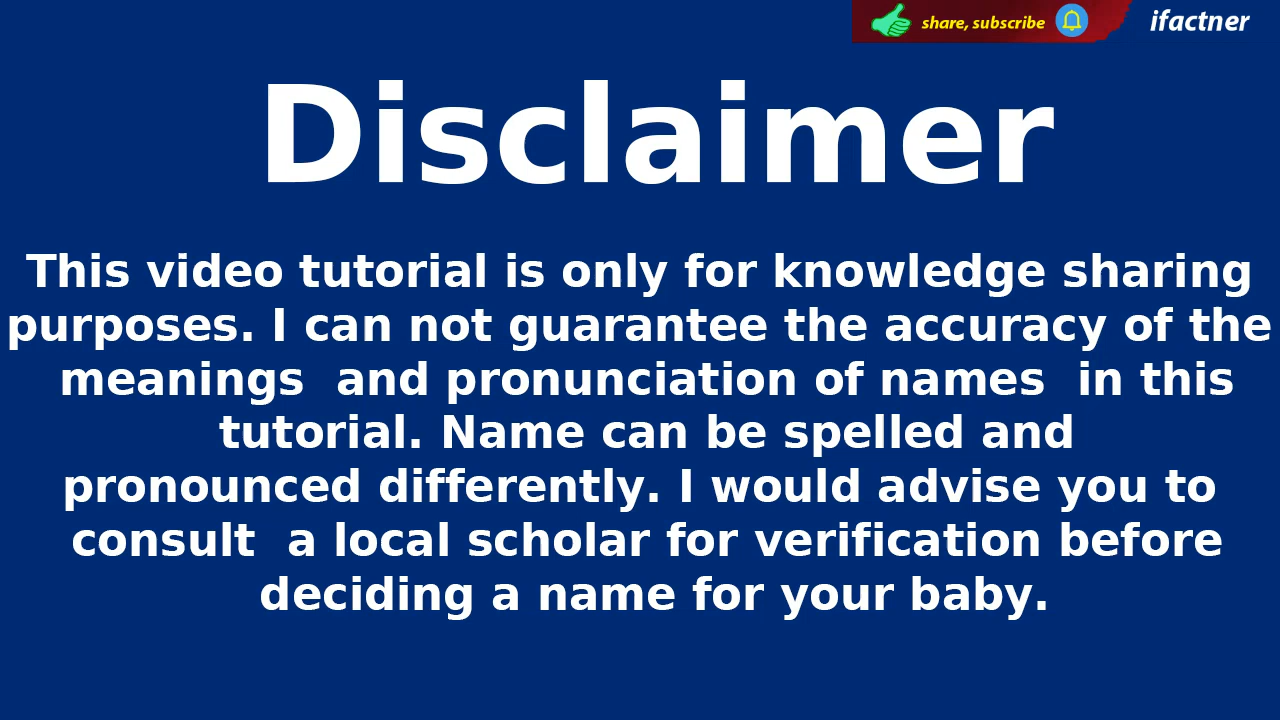 share, subscribe
ifactner
Disclaimer
This video tutorial is only for knowledge sharing
purposes. I can not guarantee the accuracy of the
meanings  and pronunciation of names  in this
tutorial. Name can be spelled and
pronounced differently. I would advise you to
consult  a local scholar for verification before
deciding a name for your baby.